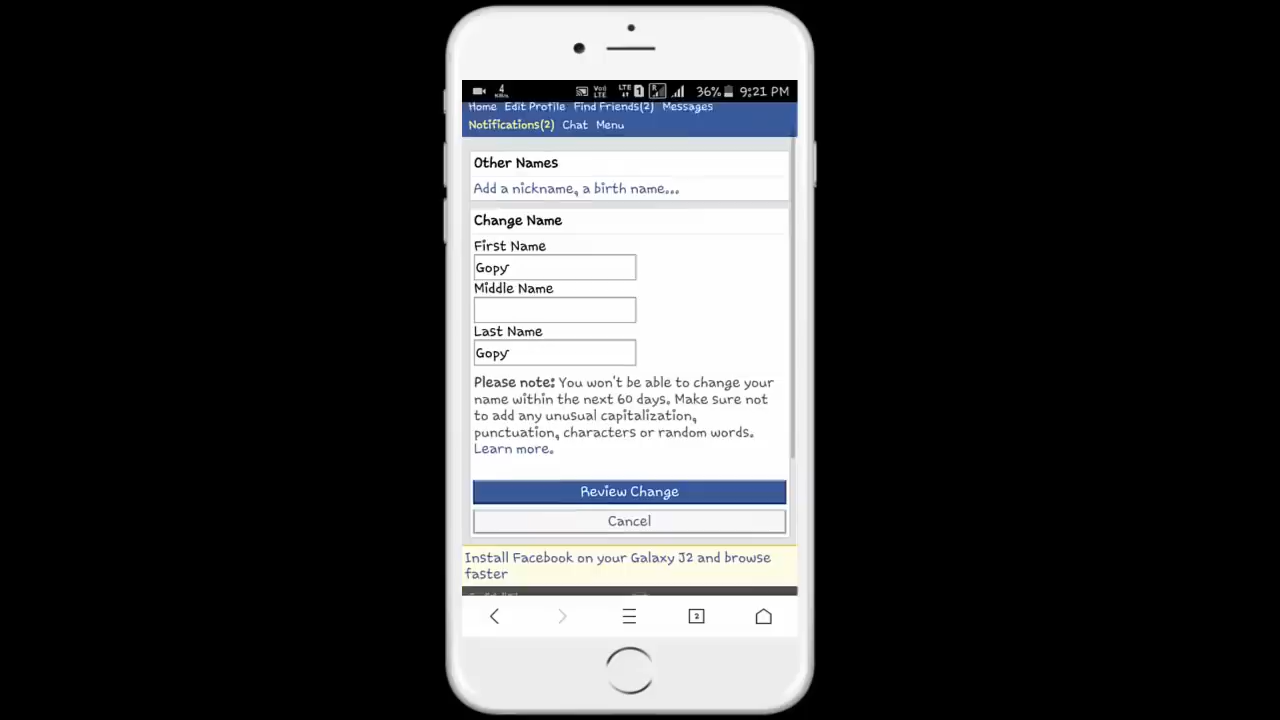 4 36% 9:21 PM
Home Edit Profile Find Friends(2) Messages
Notifications(2) Chat Menu
Other Names
Add a nickname, a birth name...
Change Name
First Name
Gopy
Middle Name
Last Name
Gopy
Please note: You won't be able to change your
name within the next 60 days. Make sure not
to add any unusual capitalization,
punctuation, characters or random words.
Learn more.
Review Change
Cancel
Install Facebook on your Galaxy J2 and browse
faster
2